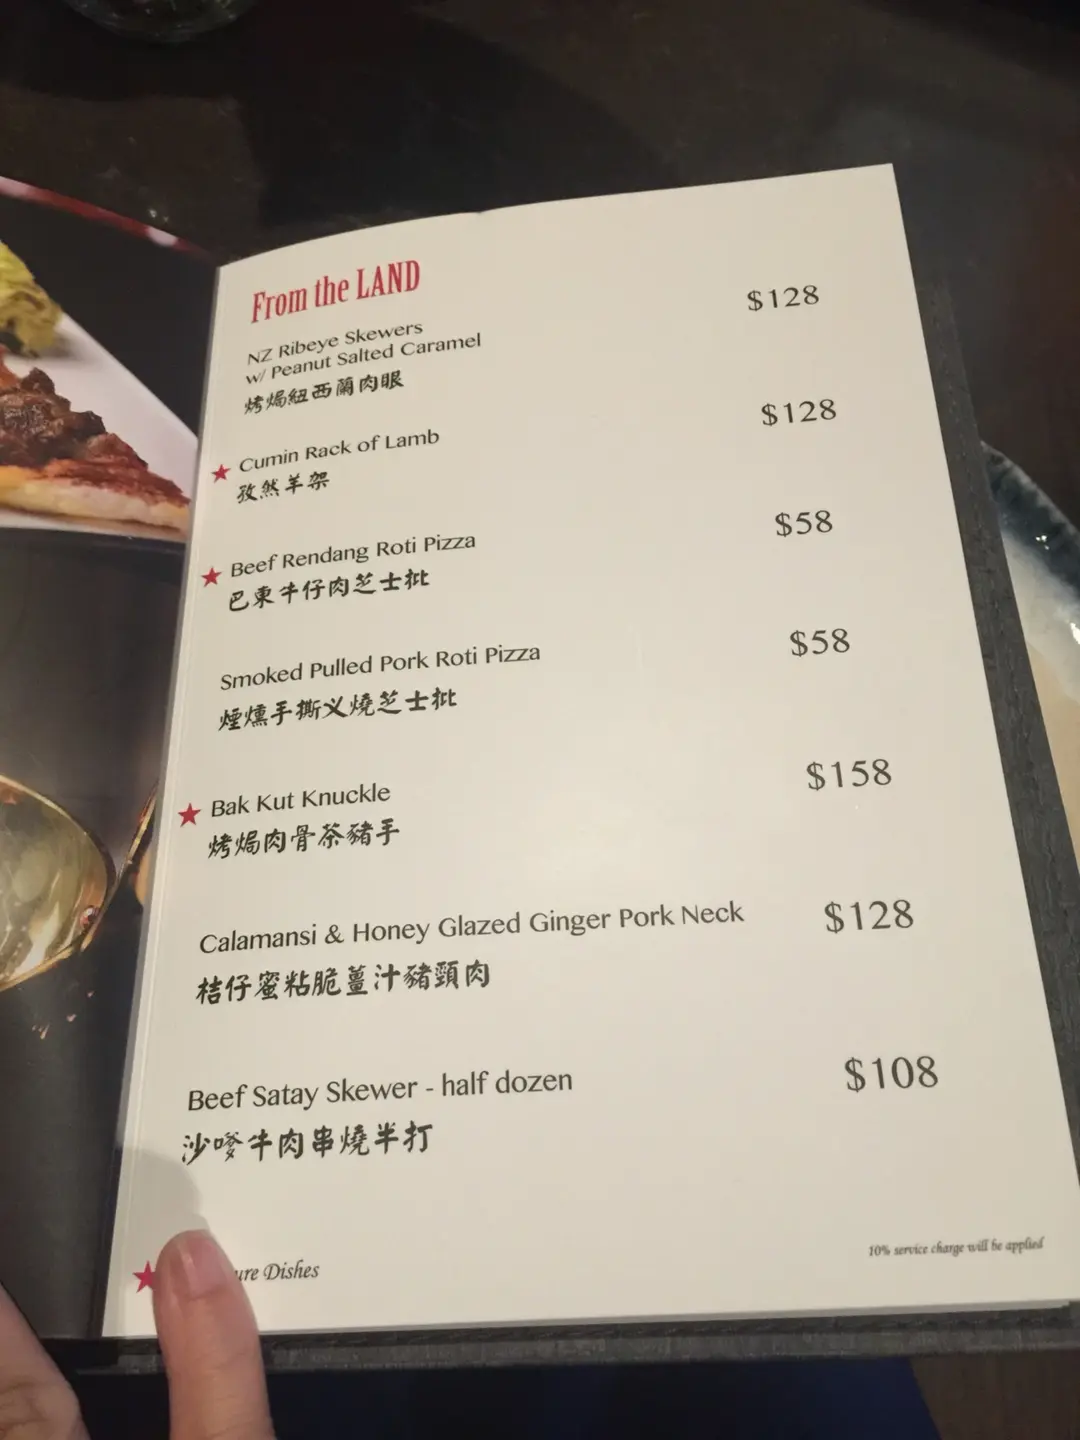 From the LAND
NZ Ribeye Skewers
w/ Peanut Salted Caramel
$128
烤焗紐西蘭肉眼
★ Cumin Rack of Lamb
$128
孜然羊架
★ Beef Rendang Roti Pizza
$58
巴東牛仔肉芝士批
Smoked Pulled Pork Roti Pizza
$58
煙燻手撕义燒芝士批
★ Bak Kut Knuckle
$158
烤焗肉骨茶豬手
Calamansi & Honey Glazed Ginger Pork Neck
$128
桔仔蜜粘脆薑汁豬頸肉
Beef Satay Skewer - half dozen
$108
沙嗲牛肉串燒半打
★ Dishes
10% service charge will be applied